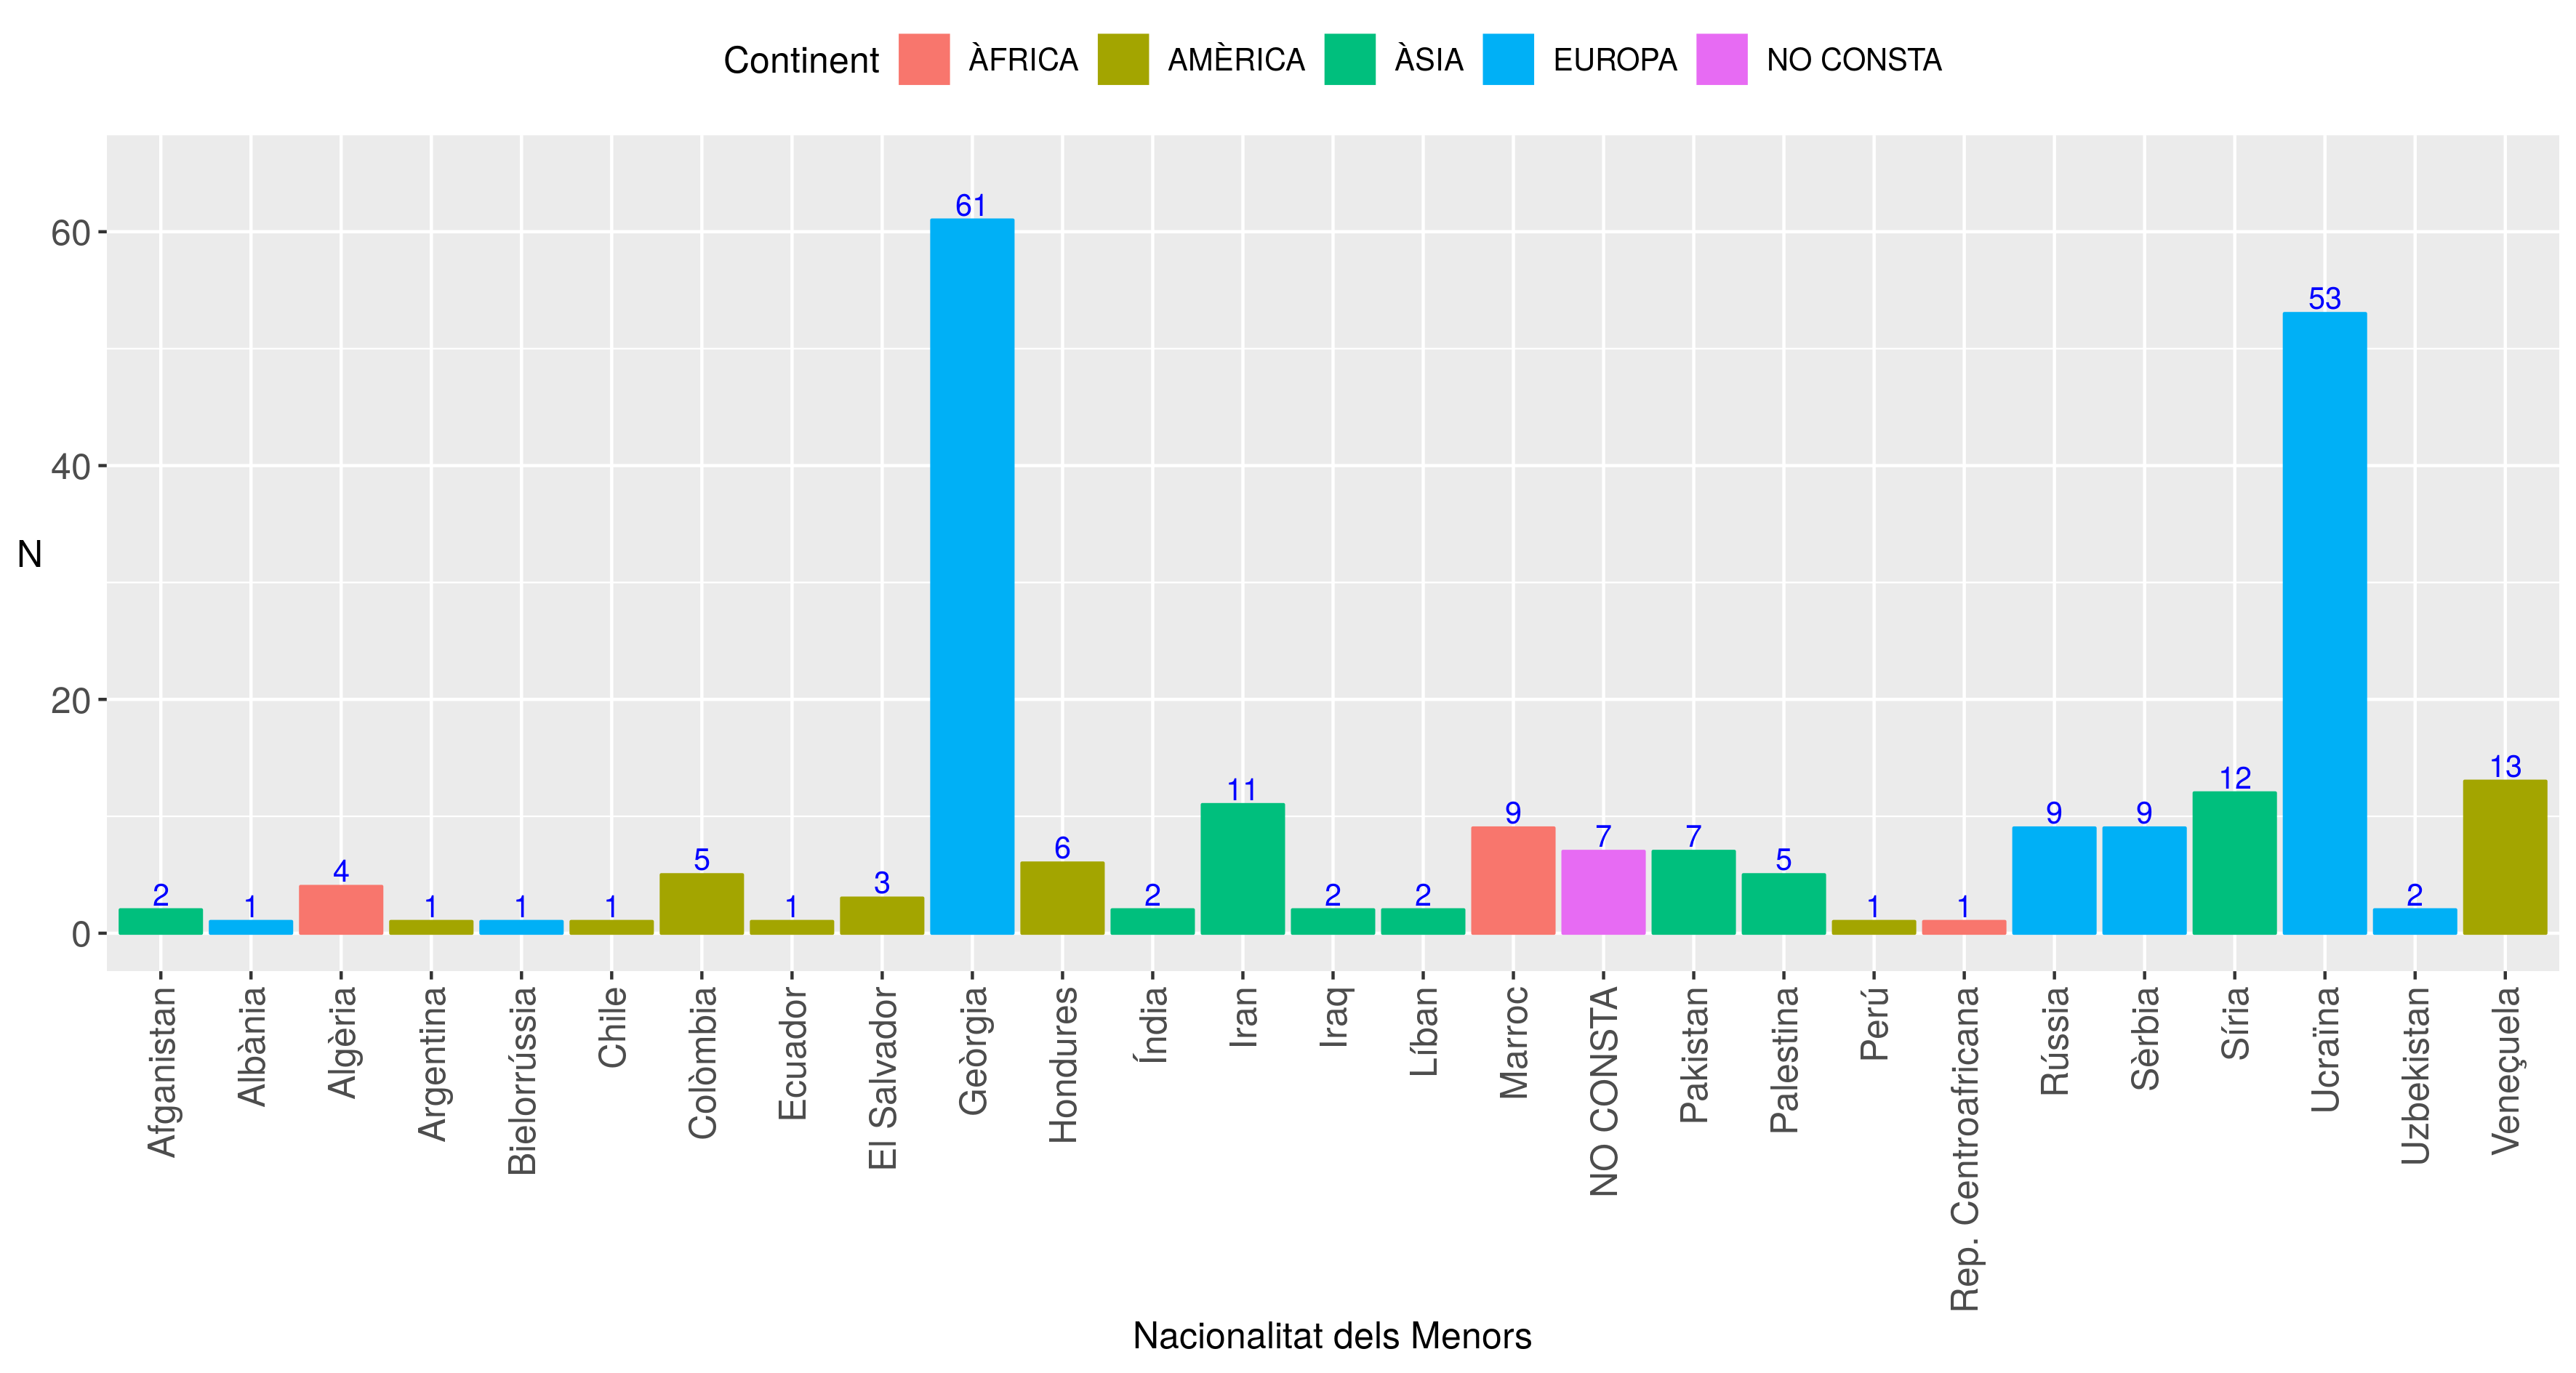 Continent ÀFRICA AMÈRICA ÀSIA EUROPA NO CONSTA
N
60
40
20
0
2 1 4 1 1 1 5 1 3 61 6 2 11 2 2 9 7 7 5 1 1 9 9 12 53 2 13
Afganistan
Albània
Algèria
Argentina
Bielorrússia
Chile
Colòmbia
Ecuador
El Salvador
Geòrgia
Hondures
Índia
Iran
Iraq
Líban
Marroc
NO CONSTA
Pakistan
Palestina
Perú
Rep. Centroafricana
Rússia
Sèrbia
Síria
Ucraïna
Uzbekistan
Veneçuela
Nacionalitat dels Menors